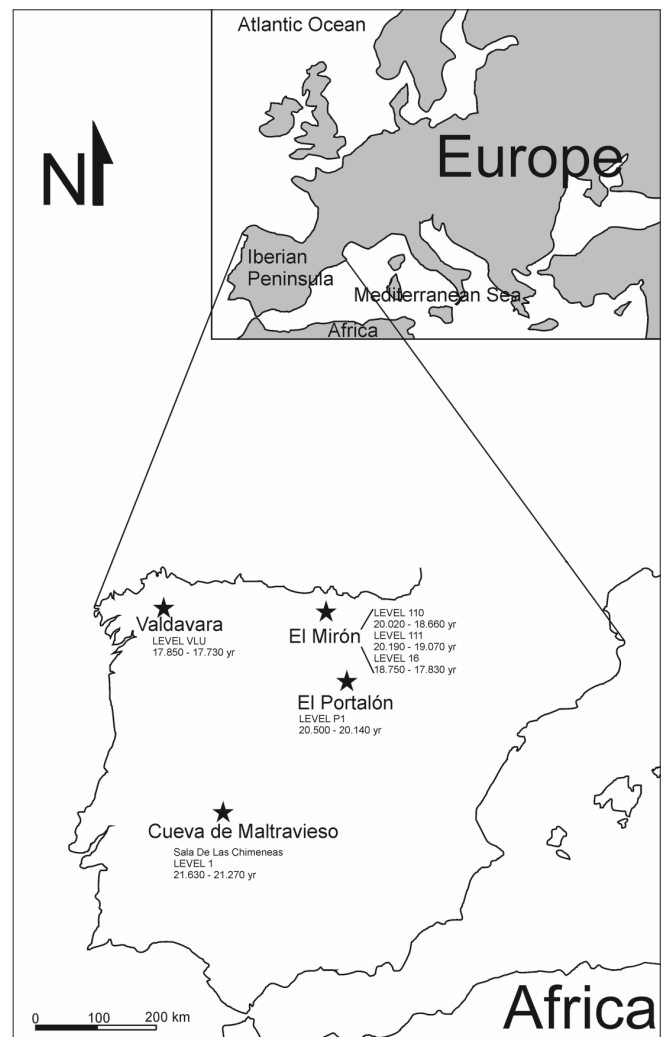 Atlantic Ocean
N
Europe
Iberian
Peninsula
Mediterranean Sea
Africa
Valdavara
LEVEL VLU
17.850 - 17.730 yr
El Mirón
LEVEL 110
20.020 - 18.660 yr
LEVEL 111
20.190 - 19.070 yr
LEVEL 16
18.750 - 17.830 yr
El Portalón
LEVEL P1
20.500 - 20.140 yr
Cueva de Maltravieso
Sala De Las Chimeneas
LEVEL 1
21.630 - 21.270 yr
0 100 200 km
Africa